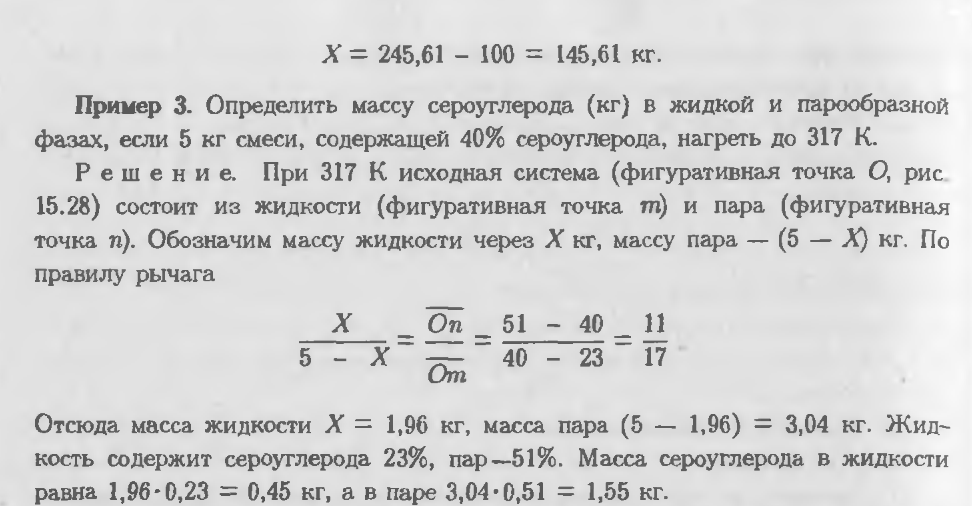 X = 245,61 − 100 = 145,61 кг.
Пример 3. Определить массу сероуглерода (кг) в жидкой и парообразной
фазах, если 5 кг смеси, содержащей 40% сероуглерода, нагреть до 317 К.
Решение. При 317 К исходная система (фигуративная точка O, рис
15.28) состоит из жидкости (фигуративная точка m) и пара (фигуративная
точка n). Обозначим массу жидкости через X кг, массу пара — (5 — X) кг. По
правилу рычага
X On 51 − 40 11
5 − X = Om = 40 − 23 = 17
Отсюда масса жидкости X = 1,96 кг, масса пара (5 — 1,96) = 3,04 кг. Жид-
кость содержит сероуглерода 23%, пар—51%. Масса сероуглерода в жидкости
равна 1,96·0,23 = 0,45 кг, а в паре 3,04·0,51 = 1,55 кг.